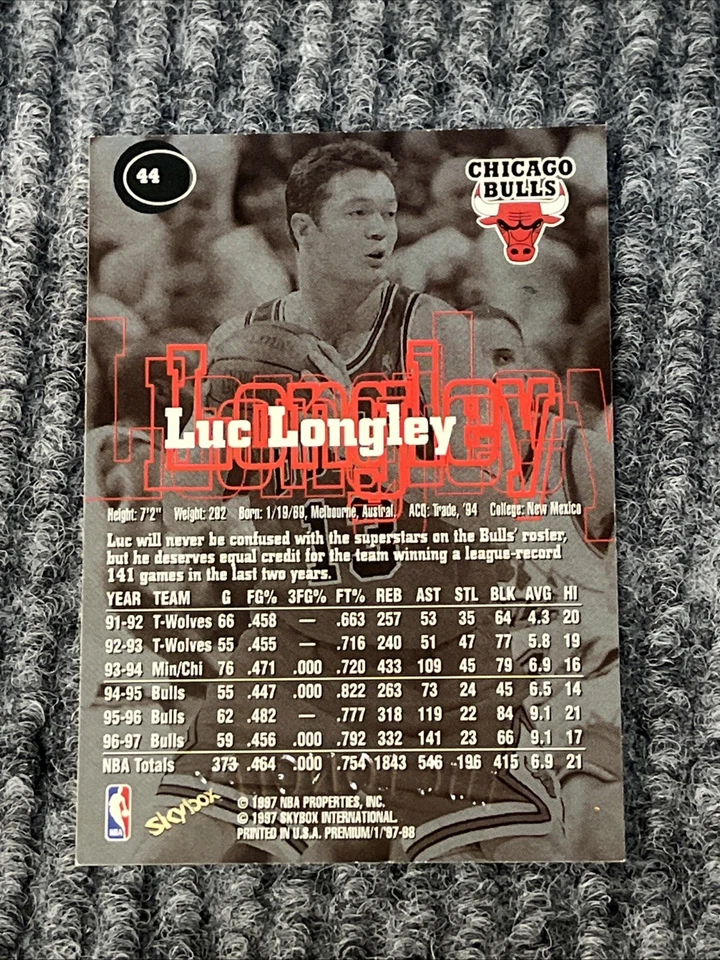 44
CHICAGO
BULLS
Longley
Luc Longley
Height: 7'2" Weight: 292 Born: 1/19/69, Melbourne, Austral. ACQ: Trade, '94 College: New Mexico
Luc will never be confused with the superstars on the Bulls' roster,
but he deserves equal credit for the team winning a league-record
141 games in the last two years.
YEAR TEAM G FG% 3FG% FT% REB AST STL BLK AVG HI
91-92 T-Wolves 66 .458 — .663 257 53 35 64 4.3 20
92-93 T-Wolves 55 .455 — .716 240 51 47 77 5.8 19
93-94 Min/Chi 76 .471 .000 .720 433 109 45 79 6.9 16
94-95 Bulls 55 .447 .000 .822 263 73 24 45 6.5 14
95-96 Bulls 62 .482 — .777 318 119 22 84 9.1 21
96-97 Bulls 59 .456 .000 .792 332 141 23 66 9.1 17
NBA Totals 373 .464 .000 .754 1843 546 196 415 6.9 21
NBA
Skybox
© 1997 NBA PROPERTIES, INC.
© 1997 SKYBOX INTERNATIONAL.
PRINTED IN U.S.A. PREMIUM/1/'97-98